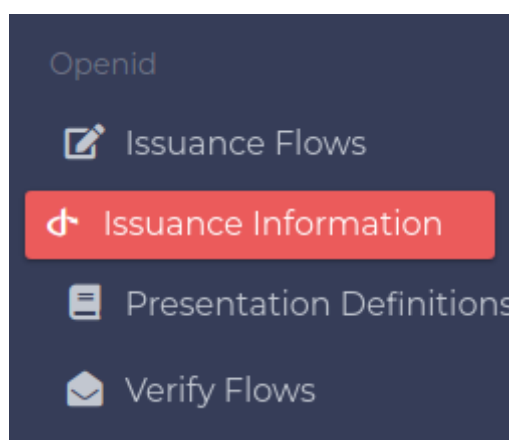 Openid
Issuance Flows
Issuance Information
Presentation Definitions
Verify Flows